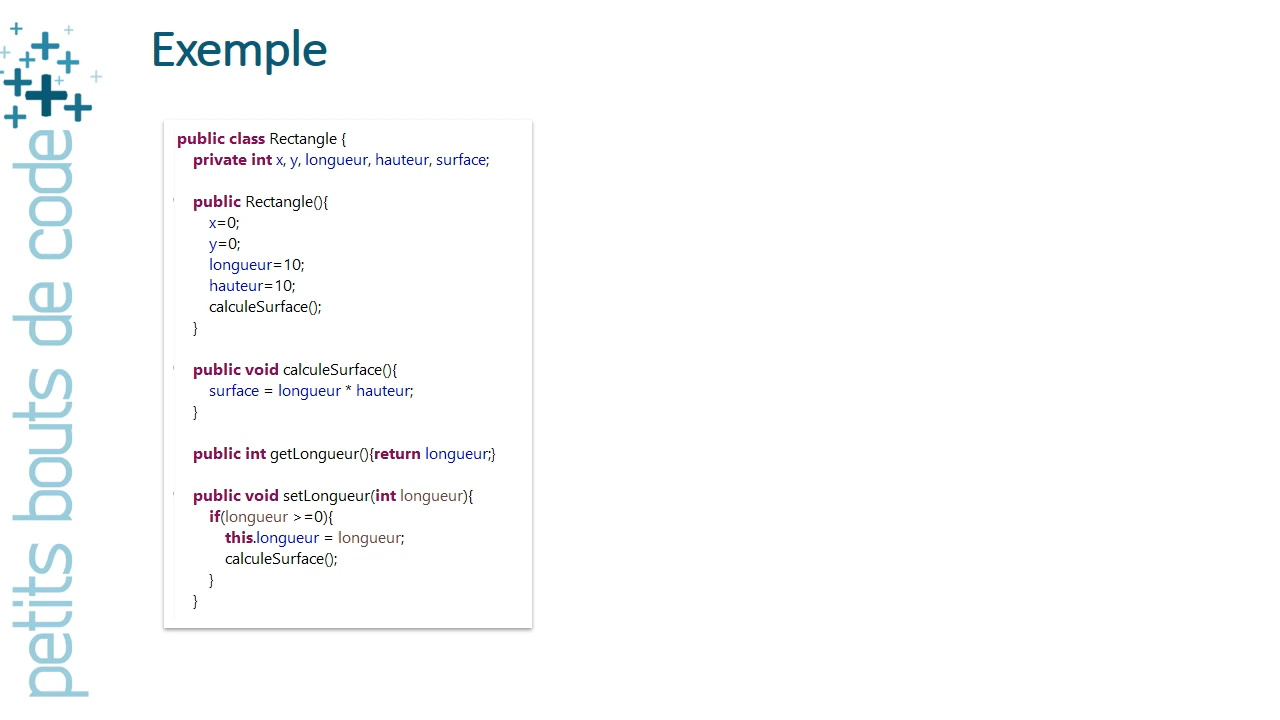 Exemple
petits bouts de code
public class Rectangle {
private int x, y, longueur, hauteur, surface;
public Rectangle(){
x=0;
y=0;
longueur=10;
hauteur=10;
calculeSurface();
}
public void calculeSurface(){
surface = longueur * hauteur;
}
public int getLongueur(){return longueur;}
public void setLongueur(int longueur){
if(longueur >=0){
this.longueur = longueur;
calculeSurface();
}
}